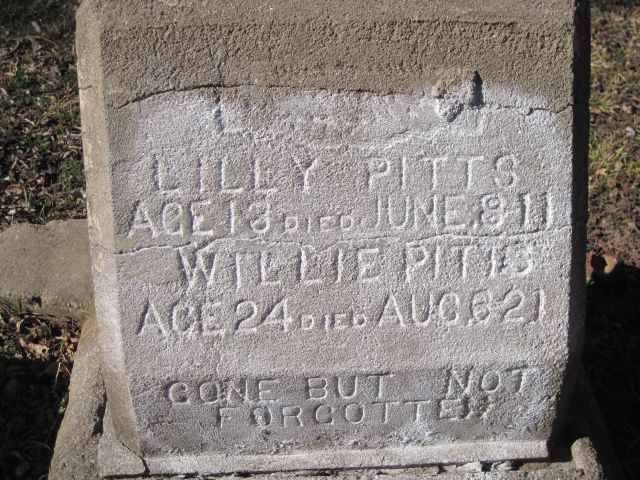 LILLY PITTS
AGE 13 DIED JUNE 8 11
WILLIE PITTS
AGE 24 DIED AUG 6 21
GONE BUT NOT
FORGOTTEN